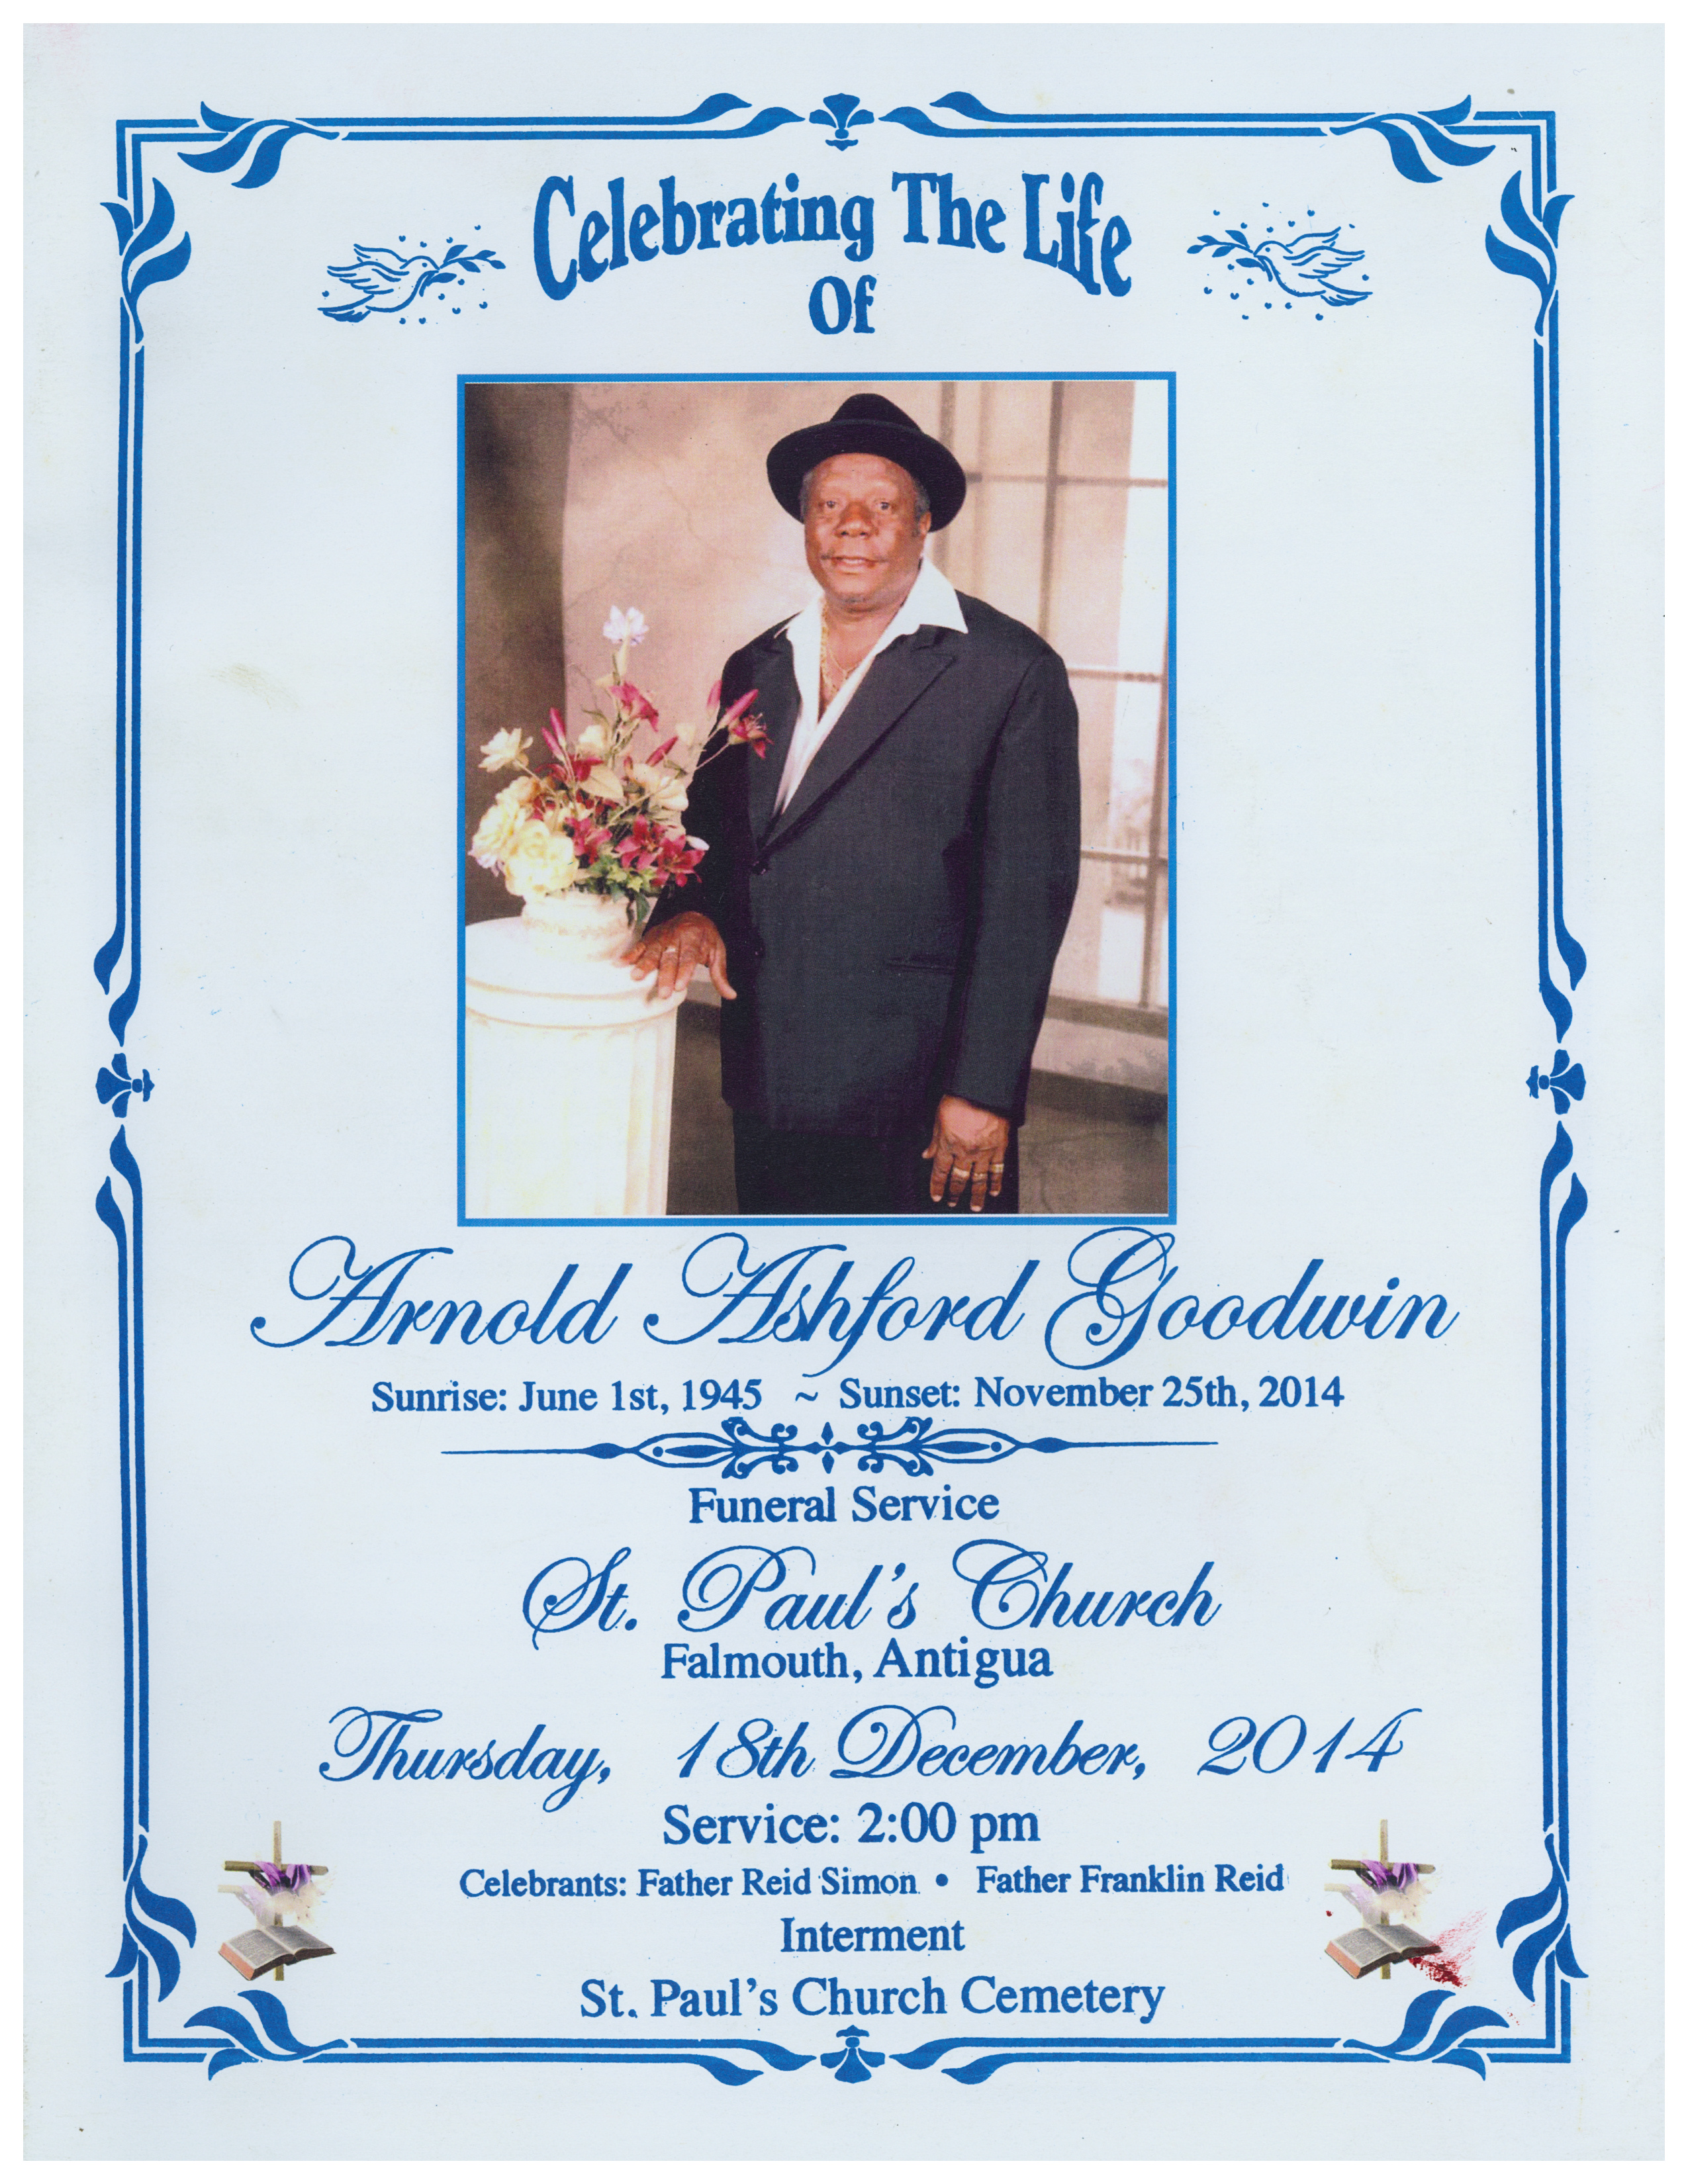 Celebrating The Life
Of
Arnold Ashford Goodwin
Sunrise: June 1st, 1945 ~ Sunset: November 25th, 2014
Funeral Service
St. Paul's Church
Falmouth, Antigua
Thursday, 18th December, 2014
Service: 2:00 pm
Celebrants: Father Reid Simon • Father Franklin Reid
Interment
St. Paul's Church Cemetery